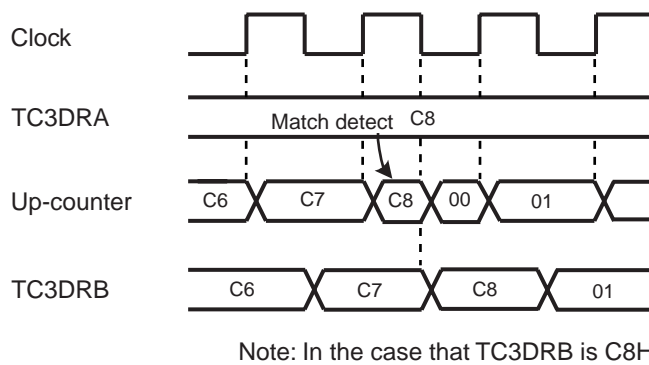 Clock
TC3DRA
Match detect C8
Up-counter
C6 C7 C8 00 01
TC3DRB
C6 C7 C8 01
Note: In the case that TC3DRB is C8H